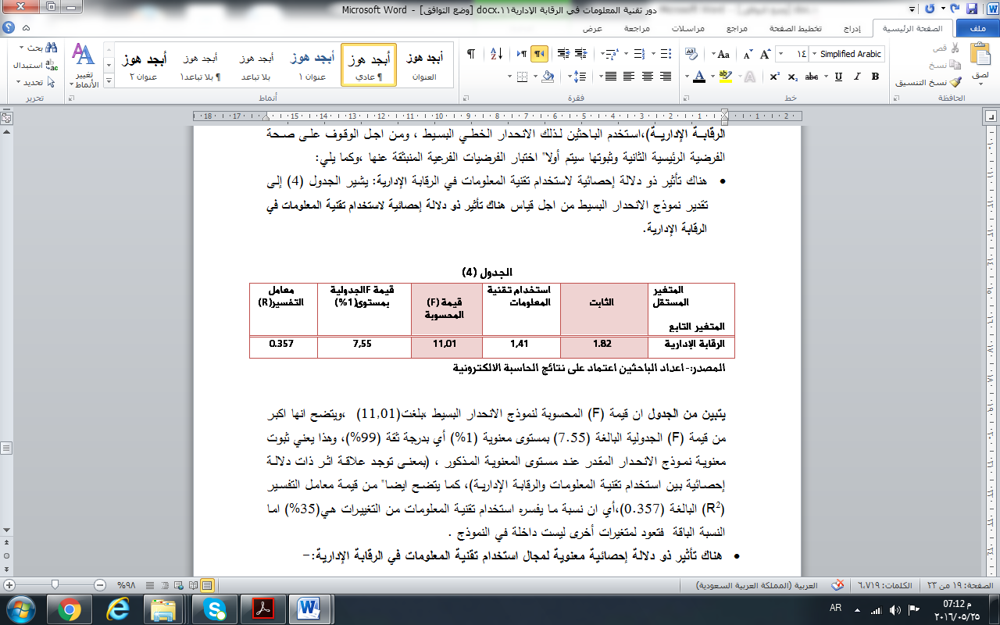 دور تقنية المعلومات في الرقابة الإدارية١١.docx [وضع التوافق] - Microsoft Word
ملف
الصفحة الرئيسية
إدراج
تخطيط الصفحة
مراجع
مراسلات
مراجعة
عرض
لصق
قص
نسخ
نسخ التنسيق
الحافظة
Simplified Arabic
١٤
خط
فقرة
أبجد هوز
العنوان
أبجد هوز
¶ عادي
أبجد هوز
عنوان ١
أبجد هوز
بلا تباعد
أبجد هوز
¶ بلا تباعد١
أبجد هوز
عنوان ٢
أنماط
تغيير الأنماط
بحث
استبدال
تحديد
تحرير
الرقابة الإدارية)،استخدم الباحثين لذلك الانحدار الخطي البسيط ، ومن اجل الوقوف على صحة
الفرضية الرئيسية الثانية وثبوتها سيتم أولا" اختبار الفرضيات الفرعية المنبثقة عنها ،وكما يلي:
• هناك تأثير ذو دلالة إحصائية لاستخدام تقنية المعلومات في الرقابة الإدارية: يشير الجدول (4) إلى
تقدير نموذج الانحدار البسيط من اجل قياس هناك تأثير ذو دلالة إحصائية لاستخدام تقنية المعلومات في
الرقابة الإدارية.
الجدول (4)
المتغير المستقل
المتغير التابع
الثابت
استخدام تقنية المعلومات
قيمة (F) المحسوبة
قيمة Fالجدولية بمستوى(1%)
معامل التفسير(R)
الرقابة الإدارية
1.82
1,41
11,01
7,55
0.357
المصدر:- اعداد الباحثين اعتماد على نتائج الحاسبة الالكترونية
يتبين من الجدول ان قيمة (F) المحسوبة لنموذج الانحدار البسيط ،بلغت(11,01) ،ويتضح انها اكبر
من قيمة (F) الجدولية البالغة (7.55) بمستوى معنوية (1%) أي بدرجة ثقة (99%)، وهذا يعني ثبوت
معنوية نموذج الانحدار المقدر عند مستوى المعنوية المذكور ، (بمعنى توجد علاقة اثر ذات دلالة
إحصائية بين استخدام تقنية المعلومات والرقابة الإدارية)، كما يتضح ايضا" من قيمة معامل التفسير
(R²) البالغة (0.357)،أي ان نسبة ما يفسره استخدام تقنية المعلومات من التغييرات هي(35%) اما
النسبة الباقة فتعود لمتغيرات أخرى ليست داخلة في النموذج .
• هناك تأثير ذو دلالة إحصائية معنوية لمجال استخدام تقنية المعلومات في الرقابة الإدارية:-
الصفحة: ١٩ من ٢٣
الكلمات: ٦،٧١٩
العربية (المملكة العربية السعودية)
٩٨%
AR
07:12 م
٢٠١٦/٠٥/٢٥